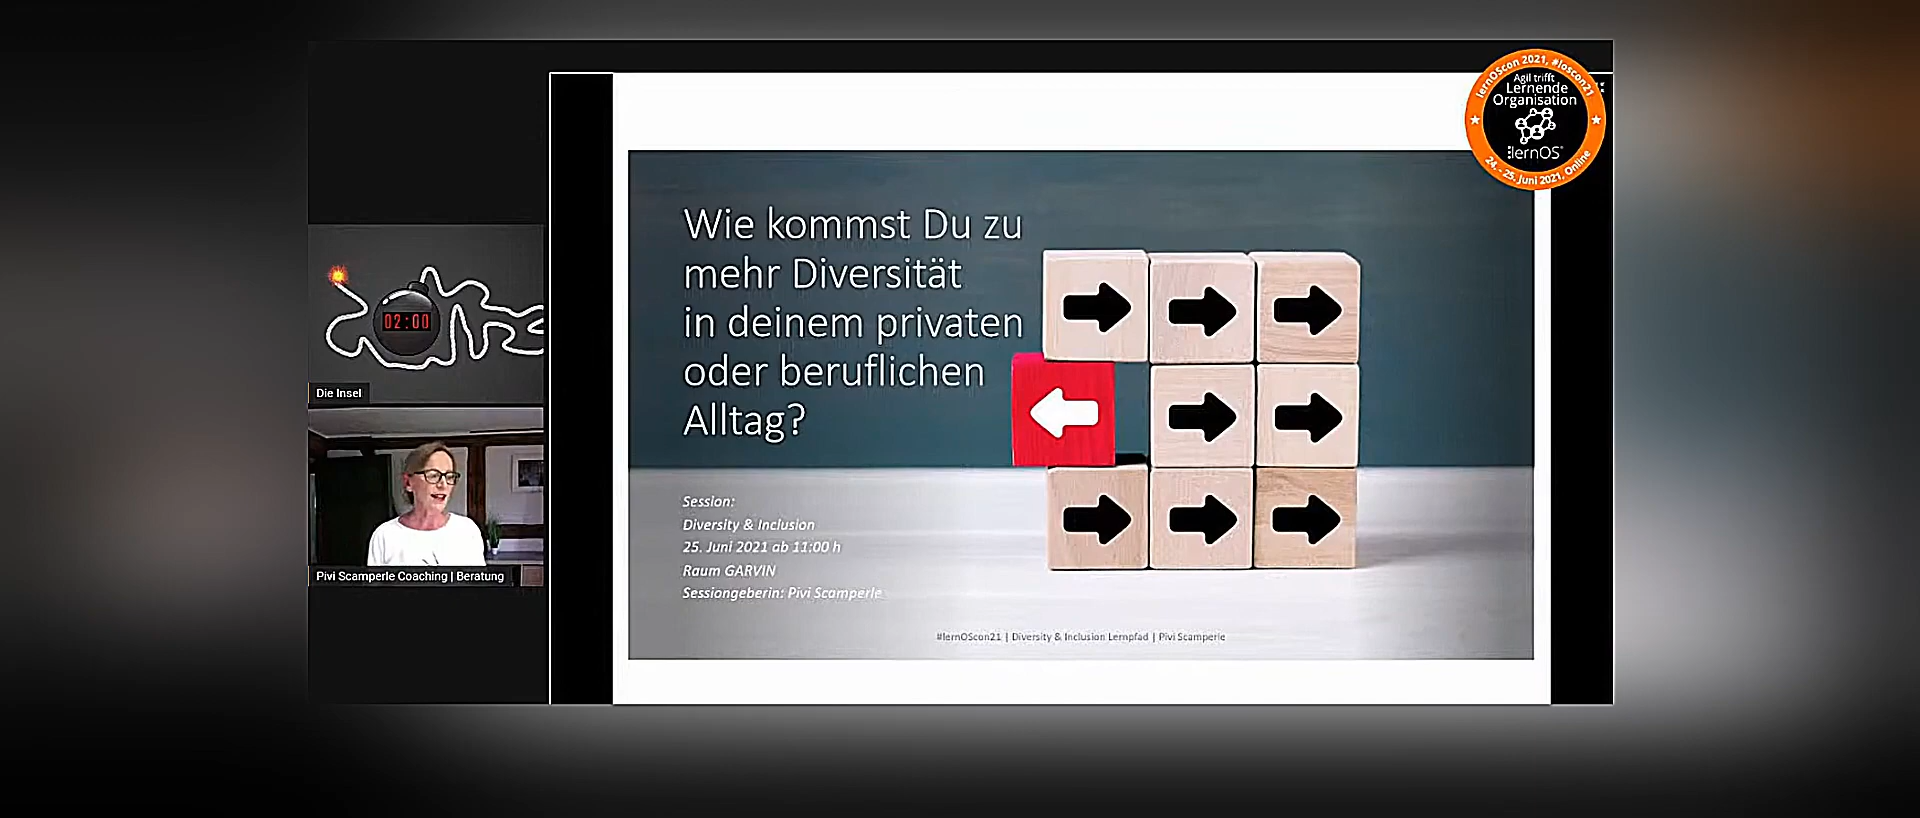 lernOScon 2021, #loscon21
Agil trifft
Lernende
Organisation
lernOS®
24. - 25. Juni 2021, Online
Wie kommst Du zu
mehr Diversität
in deinem privaten
oder beruflichen
Alltag?
02:00
Die Insel
Session:
Diversity & Inclusion
25. Juni 2021 ab 11:00 h
Raum GARVIN
Sessiongeberin: Pivi Scamperle
Pivi Scamperle Coaching | Beratung
#lernOScon21 | Diversity & Inclusion Lernpfad | Pivi Scamperle